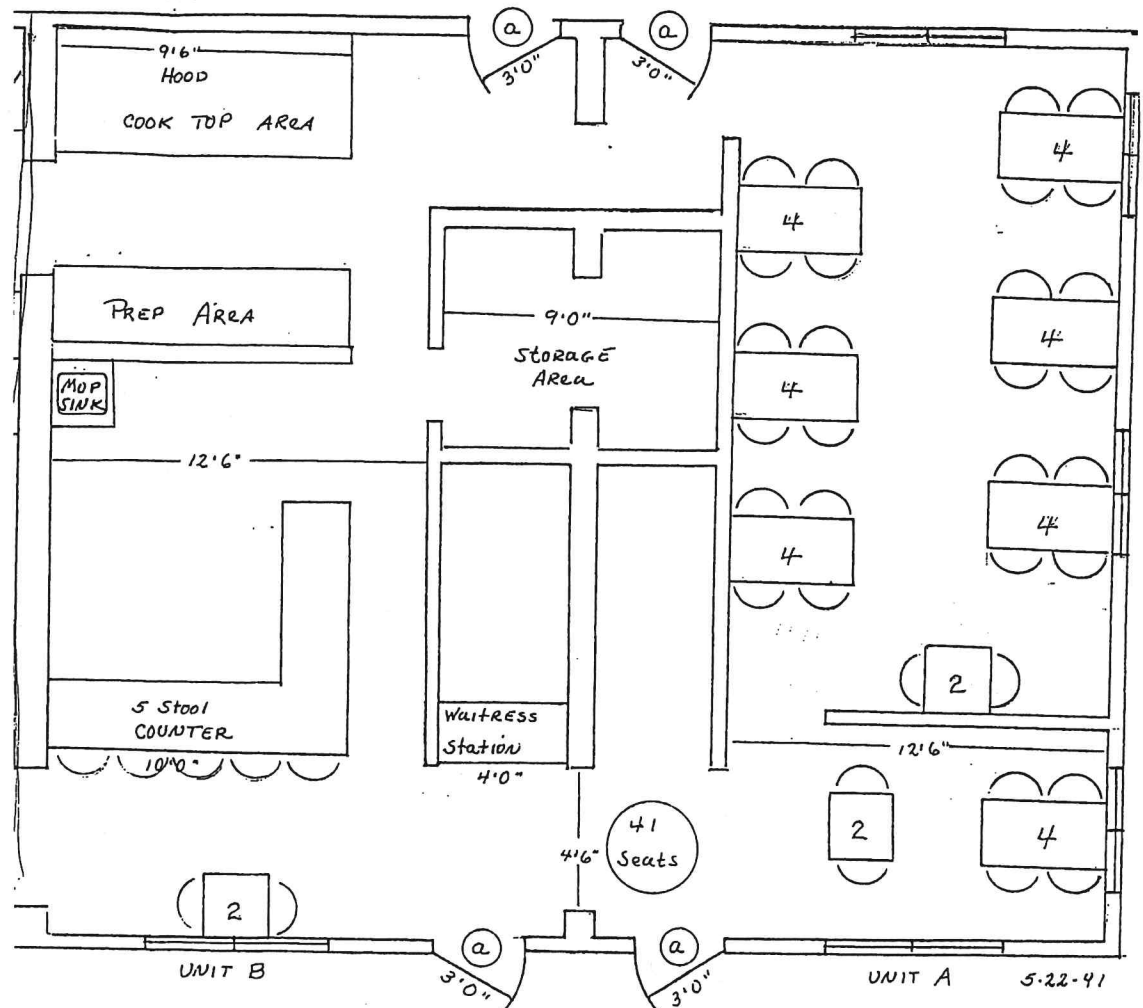 a
a
9'6"
HOOD
COOK TOP AREA
3'0"
3'0"
4
4
PREP AREA
9'0"
STORAGE
AREA
4
4
MOP
SINK
12'6"
4
4
2
5 Stool
COUNTER
10'0"
WAITRESS
Station
4'0"
12'6"
41
Seats
4'6"
2
4
2
a
a
3'0"
3'0"
UNIT B
UNIT A
5-22-91